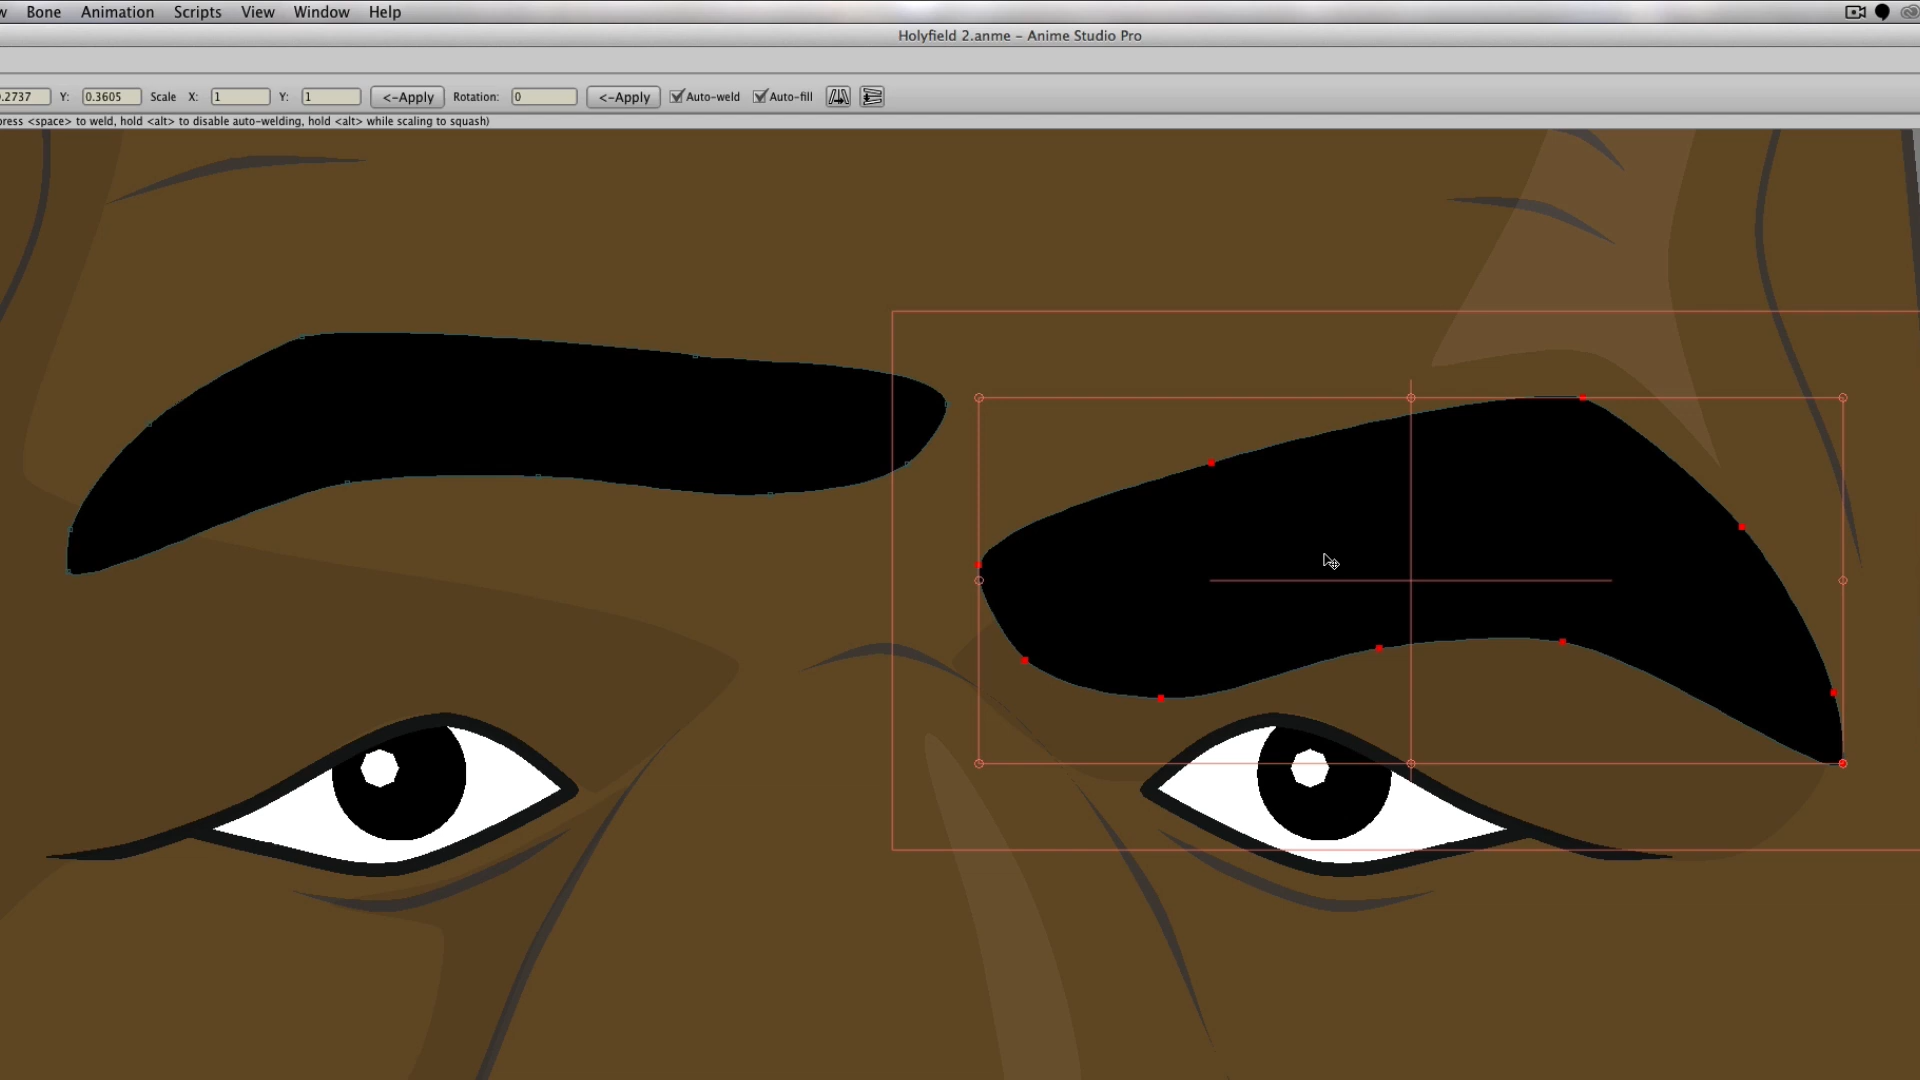 Bone Animation Scripts View Window Help
Holyfield 2.anme – Anime Studio Pro
.2737 Y: 0.3605 Scale X: 1 Y: 1 <-Apply Rotation: 0 <-Apply Auto-weld Auto-fill
press <space> to weld, hold <alt> to disable auto-welding, hold <alt> while scaling to squash)